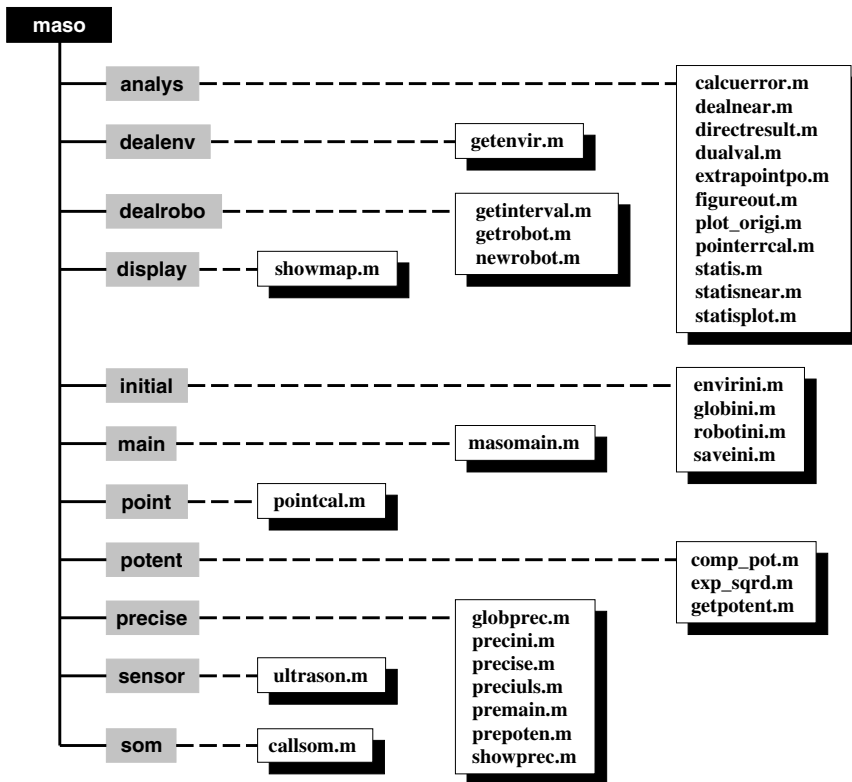 maso
analys
calcuerror.m
dealnear.m
directresult.m
dualval.m
extrapointpo.m
figureout.m
plot_origi.m
pointerrcal.m
statis.m
statisnear.m
statisplot.m
dealenv
getenvir.m
dealrobo
getinterval.m
getrobot.m
newrobot.m
display
showmap.m
initial
envirini.m
globini.m
robotini.m
saveini.m
main
masomain.m
point
pointcal.m
potent
comp_pot.m
exp_sqrd.m
getpotent.m
precise
globprec.m
precini.m
precise.m
preciuls.m
premain.m
prepoten.m
showprec.m
sensor
ultrason.m
som
callsom.m